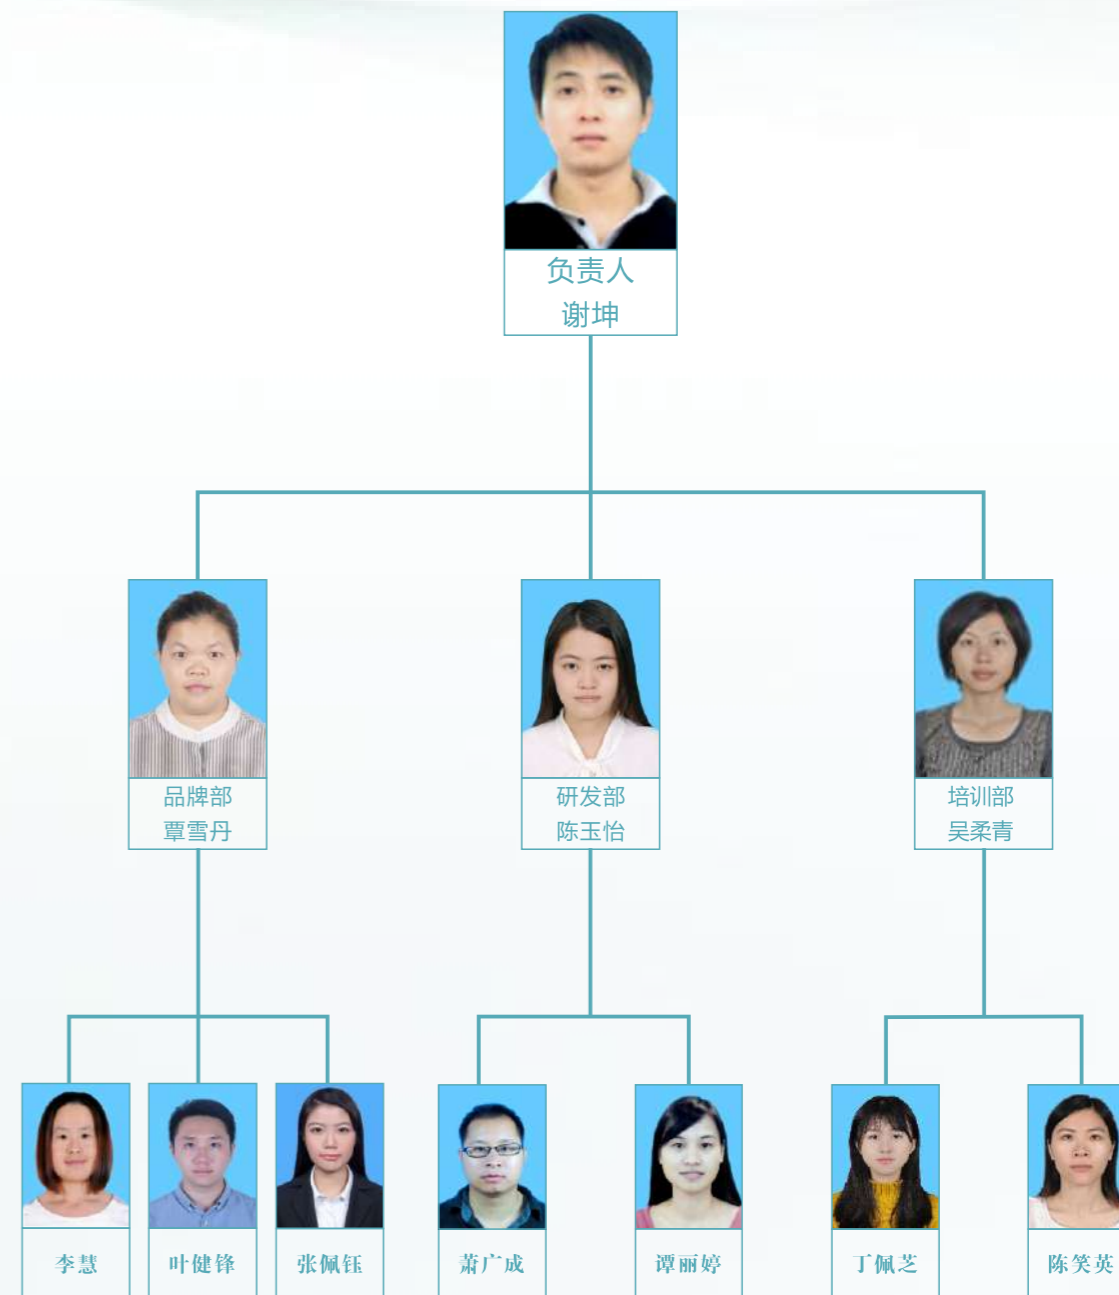 负责人
谢坤
品牌部
覃雪丹
研发部
陈玉怡
培训部
吴柔青
李慧
叶健锋
张佩钰
萧广成
谭丽婷
丁佩芝
陈笑英